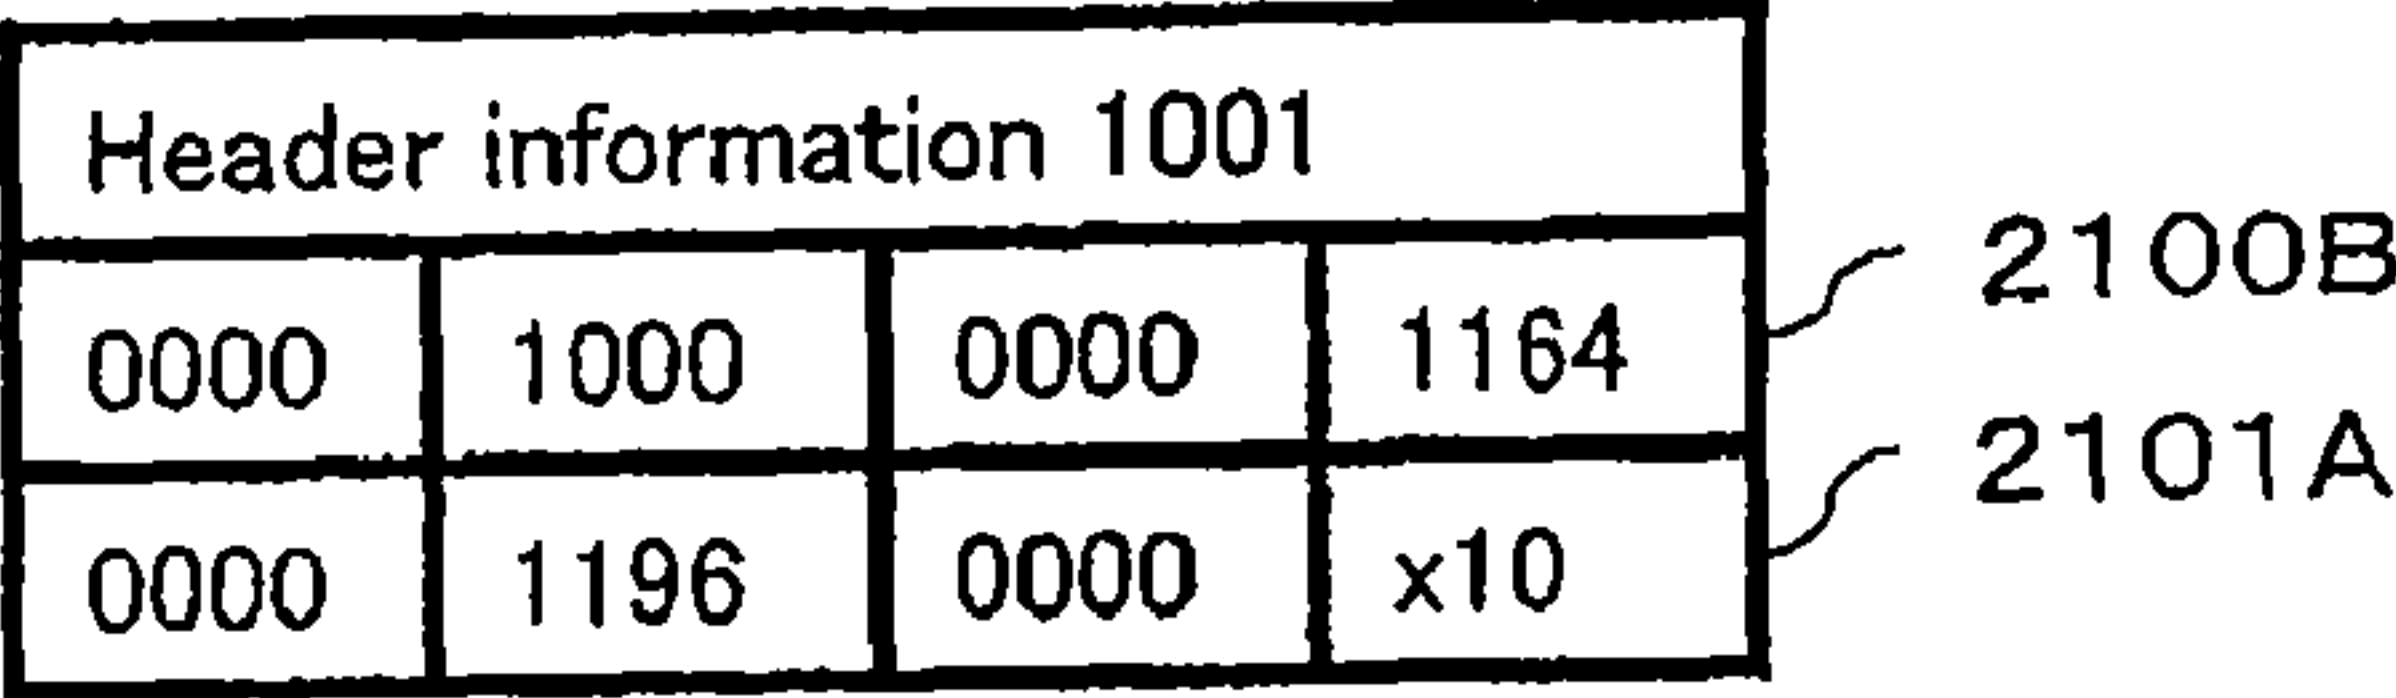 Header information 1001
0000 1000 0000 1164 2100B
0000 1196 0000 x10 2101A